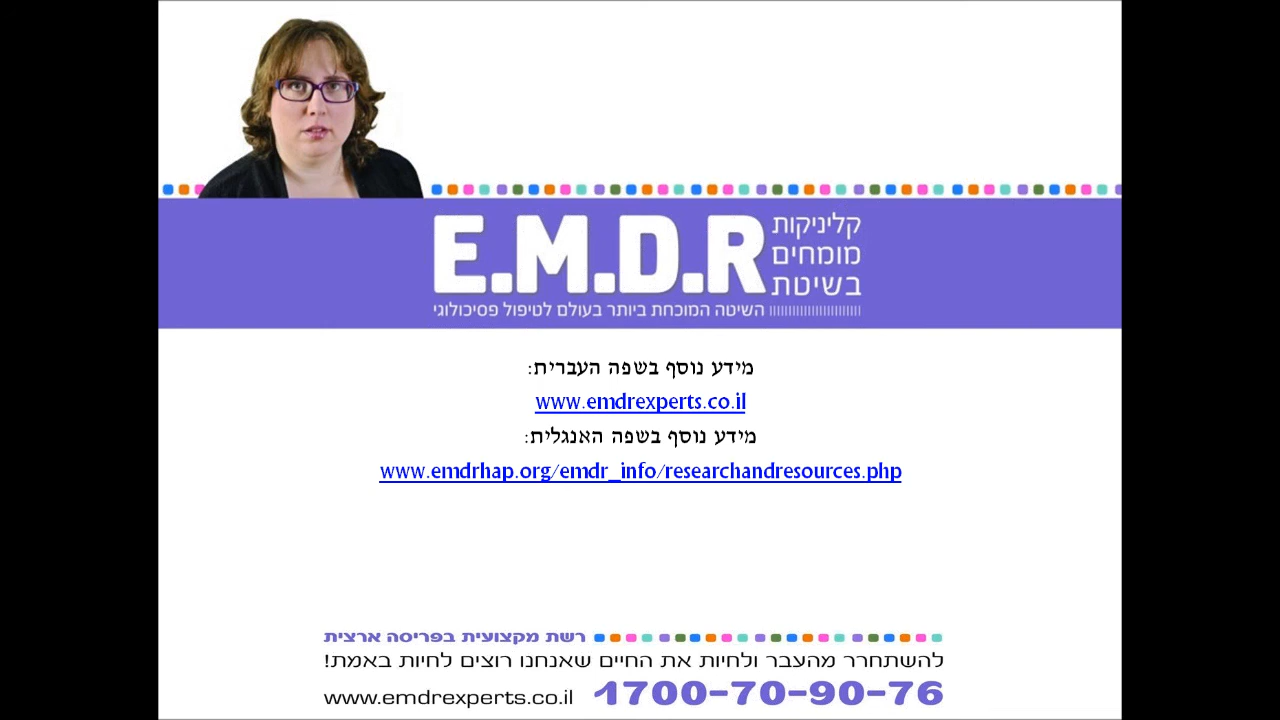 קליניקות
מומחים
בשיטת
E.M.D.R
השיטה המוכחת ביותר בעולם לטיפול פסיכולוגי
מידע נוסף בשפה העברית:
www.emdrexperts.co.il
מידע נוסף בשפה האנגלית:
www.emdrhap.org/emdr_info/researchandresources.php
רשת מקצועית בפריסה ארצית
להשתחרר מהעבר ולחיות את החיים שאנחנו רוצים לחיות באמת!
1700-70-90-76
www.emdrexperts.co.il